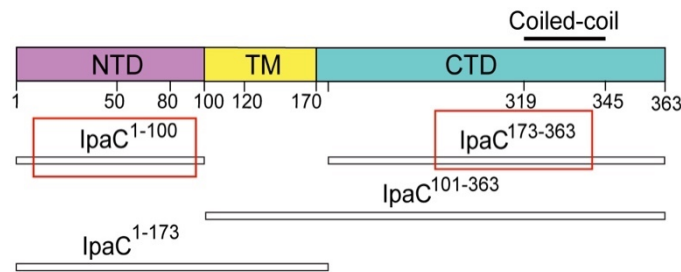 Coiled-coil
NTD TM CTD
1 50 80 100 120 170 319 345 363
IpaC1-100 IpaC173-363
IpaC101-363
IpaC1-173